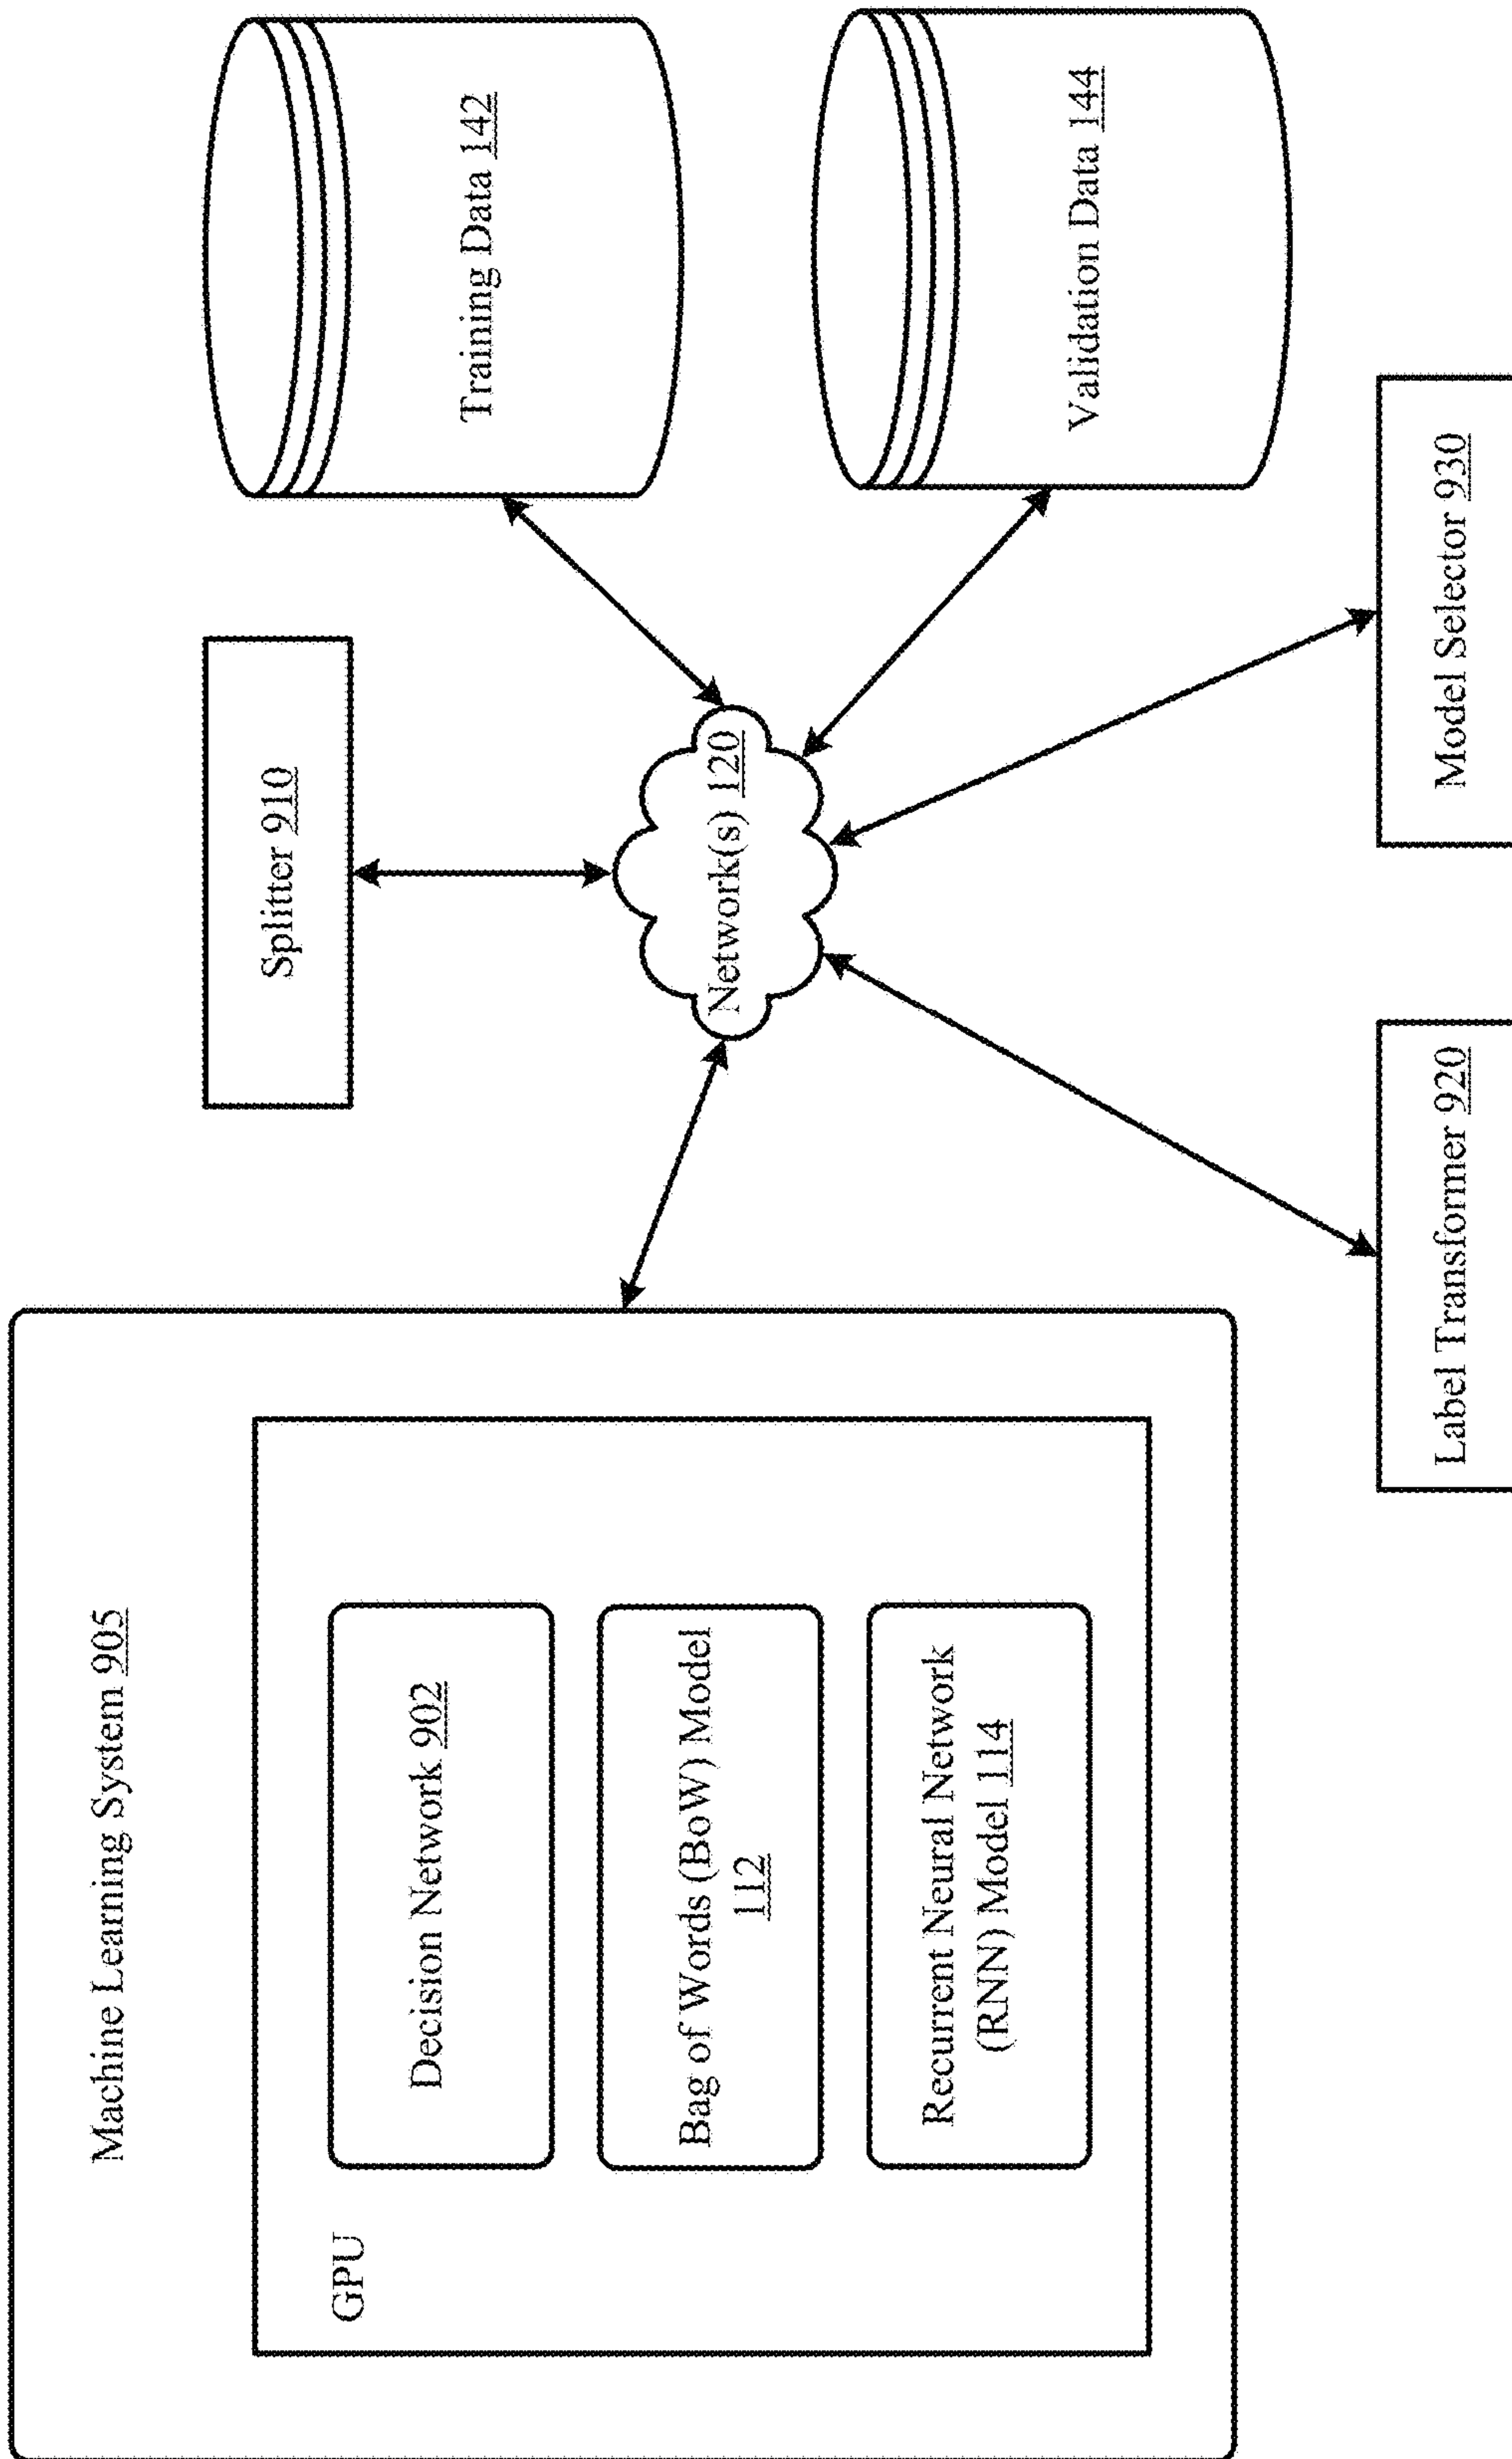 Machine Learning System 905
GPU
Decision Network 902
Bag of Words (BoW) Model
112
Recurrent Neural Network
(RNN) Model 114
Splitter 910
Network(s) 120
Training Data 142
Validation Data 144
Label Transformer 920
Model Selector 930